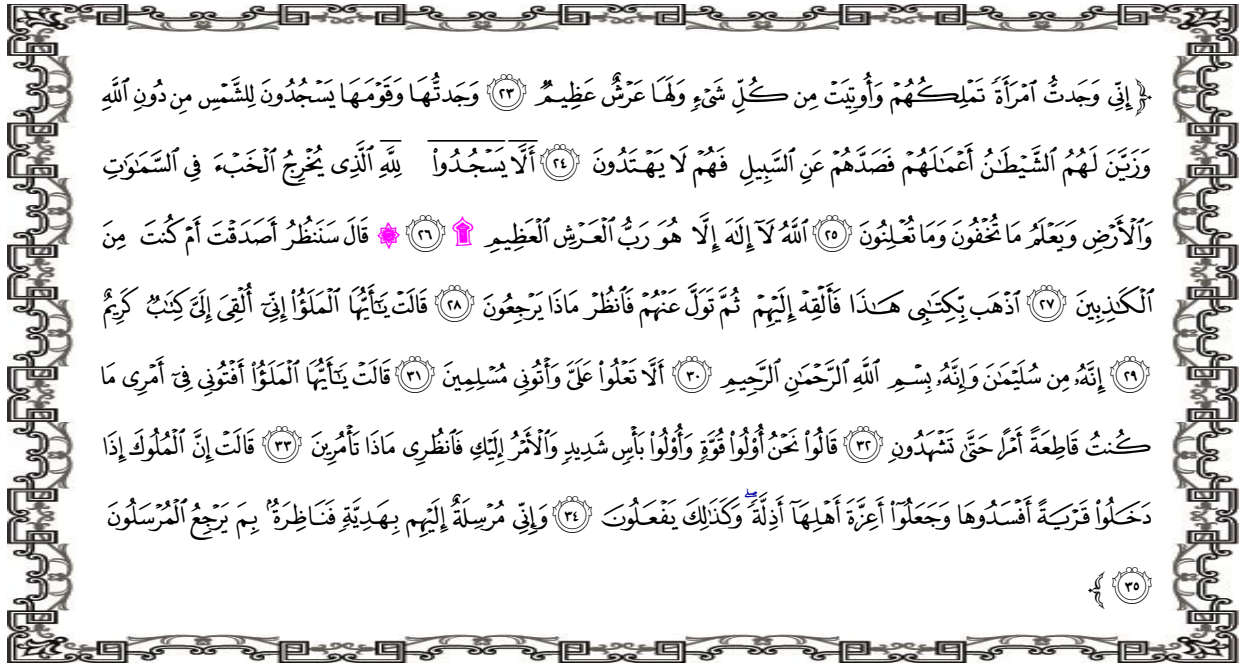 ﴿ إِنِّي وَجَدتُّ ٱمْرَأَةً تَمْلِكُهُمْ وَأُوتِيَتْ مِن كُلِّ شَىْءٍ وَلَهَا عَرْشٌ عَظِيمٌ ٢٣ وَجَدتُّهَا وَقَوْمَهَا يَسْجُدُونَ لِلشَّمْسِ مِن دُونِ ٱللَّهِ
وَزَيَّنَ لَهُمُ ٱلشَّيْطَٰنُ أَعْمَٰلَهُمْ فَصَدَّهُمْ عَنِ ٱلسَّبِيلِ فَهُمْ لَا يَهْتَدُونَ ٢٤ أَلَّا يَسْجُدُوا۟ لِلَّهِ ٱلَّذِى يُخْرِجُ ٱلْخَبْءَ فِى ٱلسَّمَٰوَٰتِ
وَٱلْأَرْضِ وَيَعْلَمُ مَا تُخْفُونَ وَمَا تُعْلِنُونَ ٢٥ ٱللَّهُ لَآ إِلَٰهَ إِلَّا هُوَ رَبُّ ٱلْعَرْشِ ٱلْعَظِيمِ ۩ ٢٦ ۞ قَالَ سَنَنظُرُ أَصَدَقْتَ أَمْ كُنتَ مِنَ
ٱلْكَٰذِبِينَ ٢٧ ٱذْهَب بِّكِتَٰبِى هَٰذَا فَأَلْقِهْ إِلَيْهِمْ ثُمَّ تَوَلَّ عَنْهُمْ فَٱنظُرْ مَاذَا يَرْجِعُونَ ٢٨ قَالَتْ يَٰٓأَيُّهَا ٱلْمَلَؤُا۟ إِنِّىٓ أُلْقِىَ إِلَىَّ كِتَٰبٌ كَرِيمٌ
٢٩ إِنَّهُۥ مِن سُلَيْمَٰنَ وَإِنَّهُۥ بِسْمِ ٱللَّهِ ٱلرَّحْمَٰنِ ٱلرَّحِيمِ ٣٠ أَلَّا تَعْلُوا۟ عَلَىَّ وَأْتُونِى مُسْلِمِينَ ٣١ قَالَتْ يَٰٓأَيُّهَا ٱلْمَلَؤُا۟ أَفْتُونِى فِىٓ أَمْرِى مَا
كُنتُ قَاطِعَةً أَمْرًا حَتَّىٰ تَشْهَدُونِ ٣٢ قَالُوا۟ نَحْنُ أُو۟لُوا۟ قُوَّةٍ وَأُو۟لُوا۟ بَأْسٍ شَدِيدٍ وَٱلْأَمْرُ إِلَيْكِ فَٱنظُرِى مَاذَا تَأْمُرِينَ ٣٣ قَالَتْ إِنَّ ٱلْمُلُوكَ إِذَا
دَخَلُوا۟ قَرْيَةً أَفْسَدُوهَا وَجَعَلُوٓا۟ أَعِزَّةَ أَهْلِهَآ أَذِلَّةً ۖ وَكَذَٰلِكَ يَفْعَلُونَ ٣٤ وَإِنِّى مُرْسِلَةٌ إِلَيْهِم بِهَدِيَّةٍ فَنَاظِرَةٌۢ بِمَ يَرْجِعُ ٱلْمُرْسَلُونَ
٣٥ ﴾